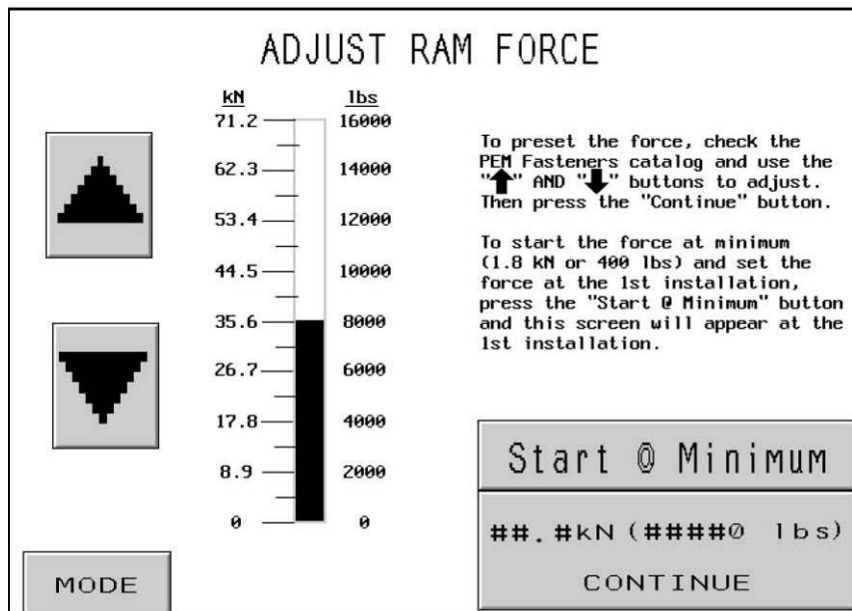 ADJUST RAM FORCE
kN lbs
71.2 16000
62.3 14000
53.4 12000
44.5 10000
35.6 8000
26.7 6000
17.8 4000
8.9 2000
0 0
To preset the force, check the
PEM Fasteners catalog and use the
"⬆" AND "⬇" buttons to adjust.
Then press the "Continue" button.
To start the force at minimum
(1.8 kN or 400 lbs) and set the
force at the 1st installation,
press the "Start @ Minimum" button
and this screen will appear at the
1st installation.
Start @ Minimum
##.#kN (####0 lbs)
CONTINUE
MODE